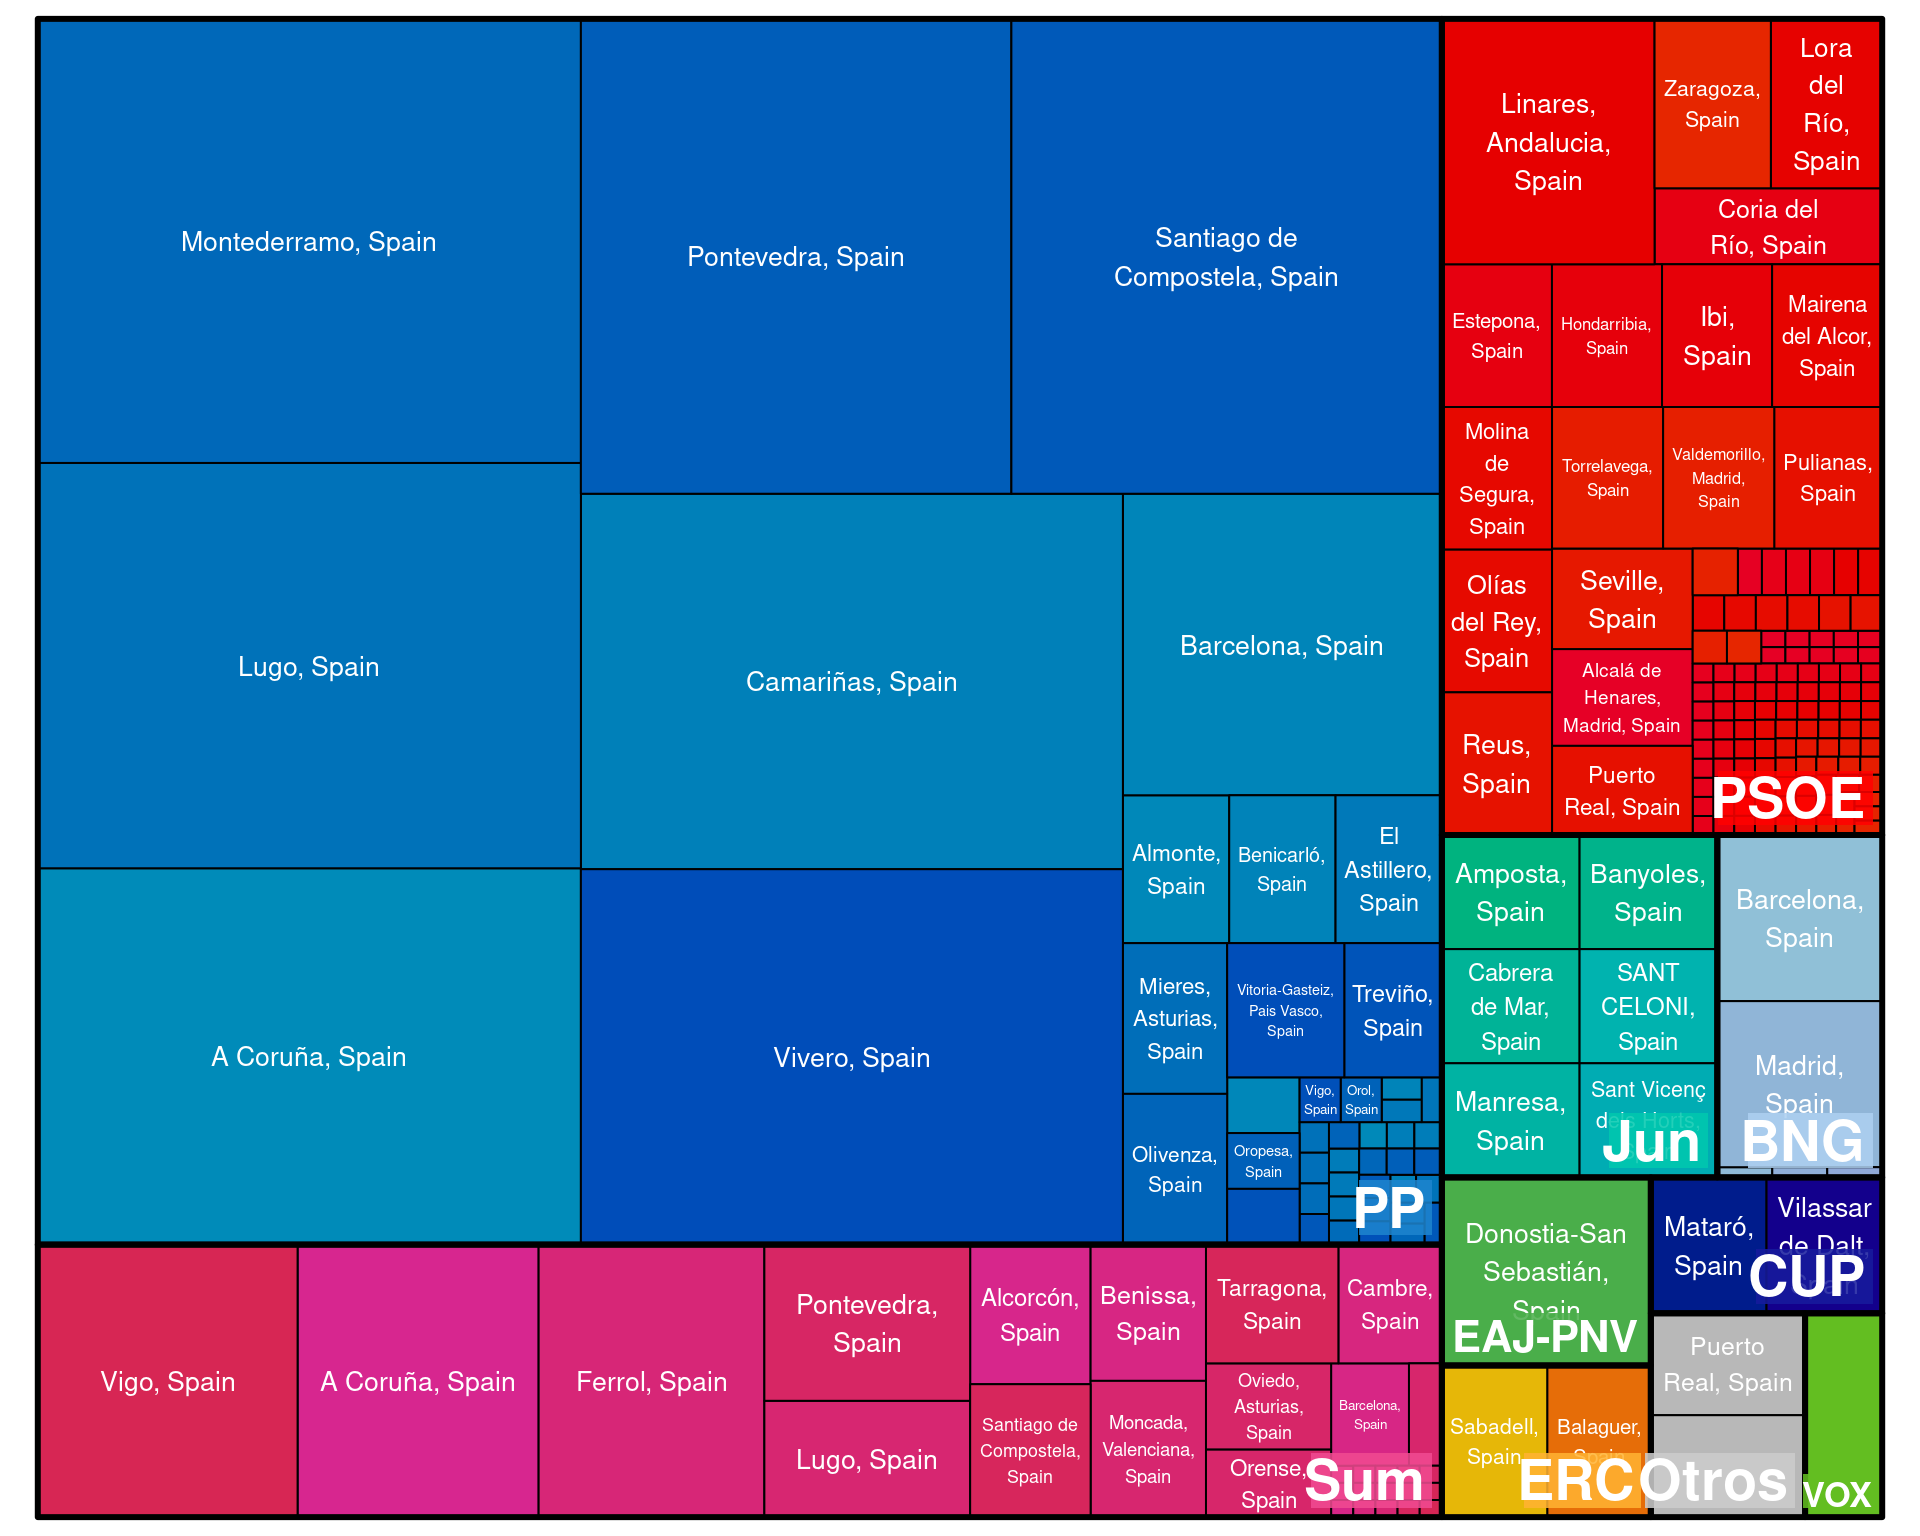 Montederramo, Spain
Lugo, Spain
A Coruña, Spain
Pontevedra, Spain
Santiago de
Compostela, Spain
Camariñas, Spain
Vivero, Spain
Barcelona, Spain
Almonte,
Spain
Benicarló,
Spain
El
Astillero,
Spain
Mieres,
Asturias,
Spain
Olivenza,
Spain
Vitoria-Gasteiz,
Pais Vasco,
Spain
Treviño,
Spain
Vigo,
Spain
Orol,
Spain
Oropesa,
Spain
PP
Vigo, Spain
A Coruña, Spain
Ferrol, Spain
Pontevedra,
Spain
Lugo, Spain
Alcorcón,
Spain
Santiago de
Compostela,
Spain
Benissa,
Spain
Moncada,
Valenciana,
Spain
Tarragona,
Spain
Cambre,
Spain
Oviedo,
Asturias,
Spain
Barcelona,
Spain
Orense,
Spain
Sum
Linares,
Andalucia,
Spain
Zaragoza,
Spain
Lora
del
Río,
Spain
Coria del
Río, Spain
Estepona,
Spain
Hondarribia,
Spain
Ibi,
Spain
Mairena
del Alcor,
Spain
Molina
de
Segura,
Spain
Torrelavega,
Spain
Valdemorillo,
Madrid,
Spain
Pulianas,
Spain
Olías
del Rey,
Spain
Reus,
Spain
Seville,
Spain
Alcalá de
Henares,
Madrid, Spain
Puerto
Real, Spain
PSOE
Amposta,
Spain
Banyoles,
Spain
Cabrera
de Mar,
Spain
SANT
CELONI,
Spain
Manresa,
Spain
Sant Vicenç
dels Horts,
Jun
Barcelona,
Spain
Madrid,
Spain
BNG
Donostia-San
Sebastián,
Spain
EAJ-PNV
Mataró,
Spain
Vilassar
de Dalt,
Spain
CUP
Sabadell,
Spain
Balaguer,
Spain
ERC
Puerto
Real, Spain
Otros
VOX